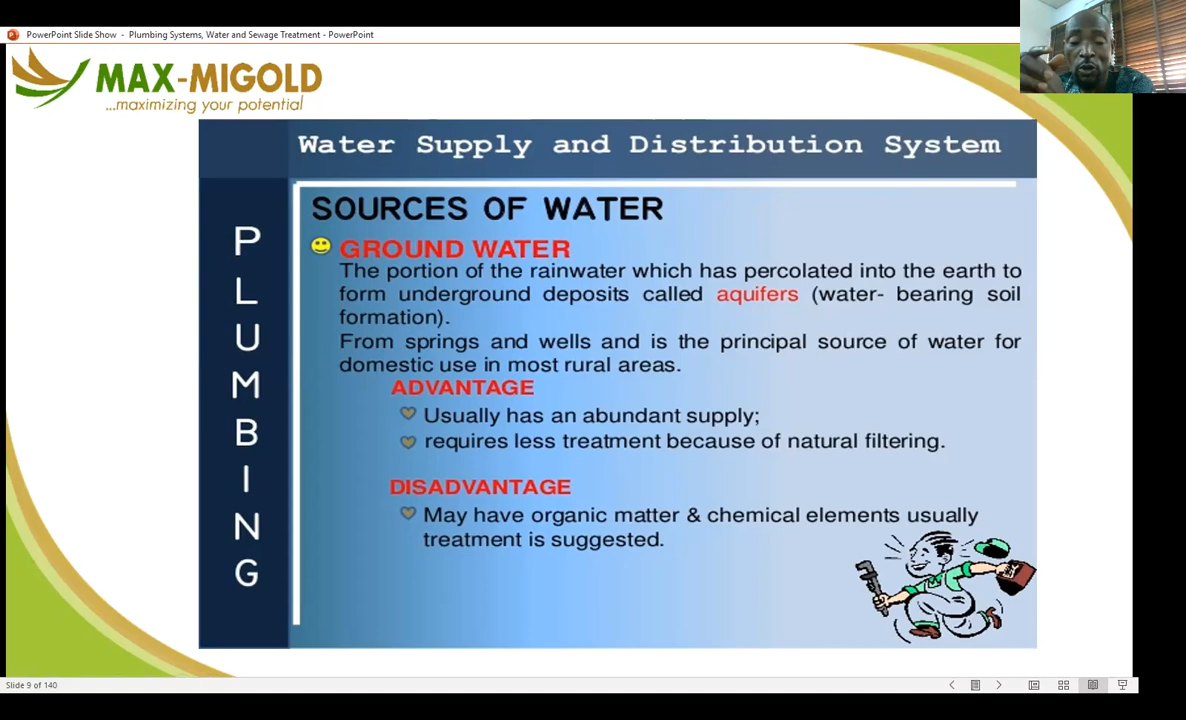 PowerPoint Slide Show - Plumbing Systems, Water and Sewage Treatment - PowerPoint
MAX-MIGOLD
...maximizing your potential
Water Supply and Distribution System
PLUMBING
SOURCES OF WATER
GROUND WATER
The portion of the rainwater which has percolated into the earth to
form underground deposits called aquifers (water- bearing soil
formation).
From springs and wells and is the principal source of water for
domestic use in most rural areas.
ADVANTAGE
Usually has an abundant supply;
requires less treatment because of natural filtering.
DISADVANTAGE
May have organic matter & chemical elements usually
treatment is suggested.
Slide 9 of 140